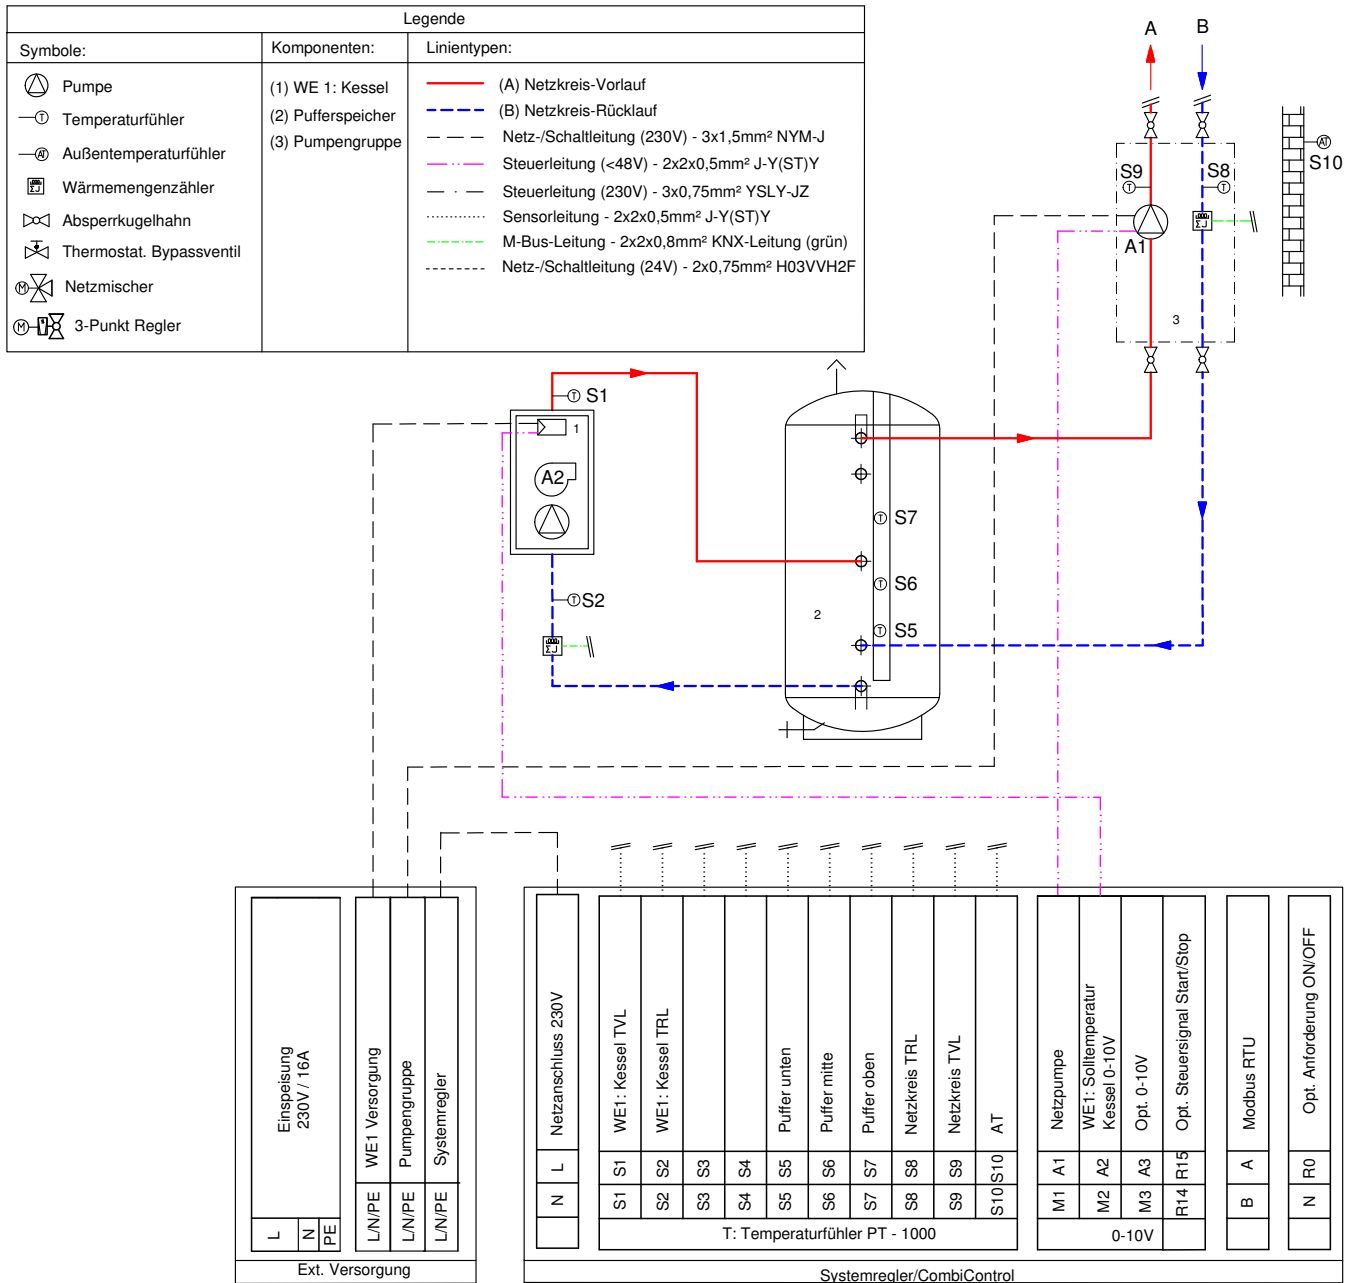 Legende
Symbole:
Komponenten:
Linientypen:
Pumpe
Temperaturfühler
Außentemperaturfühler
Wärmemengenzähler
Absperrkugelhahn
Thermostat. Bypassventil
Netzmischer
3-Punkt Regler
T
AT
ΣJ
M
M
(1) WE 1: Kessel
(2) Pufferspeicher
(3) Pumpengruppe
(A) Netzkreis-Vorlauf
(B) Netzkreis-Rücklauf
Netz-/Schaltleitung (230V) - 3x1,5mm² NYM-J
Steuerleitung (<48V) - 2x2x0,5mm² J-Y(ST)Y
Steuerleitung (230V) - 3x0,75mm² YSLY-JZ
Sensorleitung - 2x2x0,5mm² J-Y(ST)Y
M-Bus-Leitung - 2x2x0,8mm² KNX-Leitung (grün)
Netz-/Schaltleitung (24V) - 2x0,75mm² H03VVH2F
A
B
AT
S10
S9
T
S8
T
ΣJ
A1
3
T
S1
1
A2
T
S2
ΣJ
2
T
S7
T
S6
T
S5
Einspeisung
230V / 16A
L
N
PE
WE1 Versorgung
L/N/PE
Pumpengruppe
L/N/PE
Systemregler
L/N/PE
Ext. Versorgung
Netzanschluss 230V
L
N
WE1: Kessel TVL
S1
S1
WE1: Kessel TRL
S2
S2
S3
S3
S4
S4
Puffer unten
S5
S5
Puffer mitte
S6
S6
Puffer oben
S7
S7
Netzkreis TRL
S8
S8
Netzkreis TVL
S9
S9
AT
S10
S10
T: Temperaturfühler PT - 1000
Netzpumpe
A1
M1
WE1: Solltemperatur
Kessel 0-10V
A2
M2
Opt. 0-10V
A3
M3
Opt. Steuersignal Start/Stop
R15
R14
0-10V
Modbus RTU
A
B
Opt. Anforderung ON/OFF
R0
N
Systemregler/CombiControl